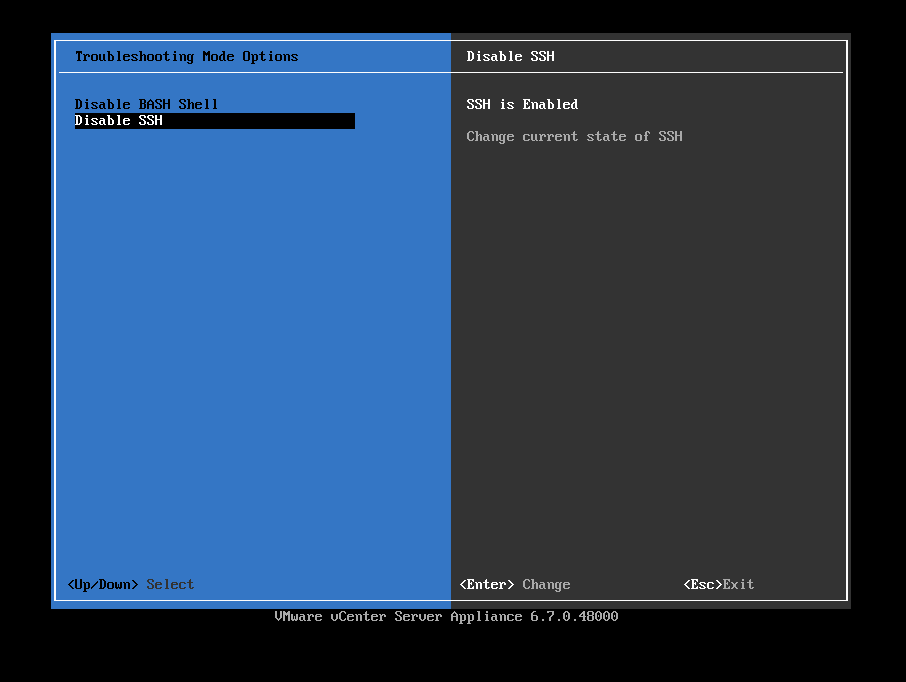 Troubleshooting Mode Options
Disable SSH
Disable BASH Shell
Disable SSH
SSH is Enabled
Change current state of SSH
<Up/Down> Select
<Enter> Change
<Esc>Exit
VMware vCenter Server Appliance 6.7.0.48000